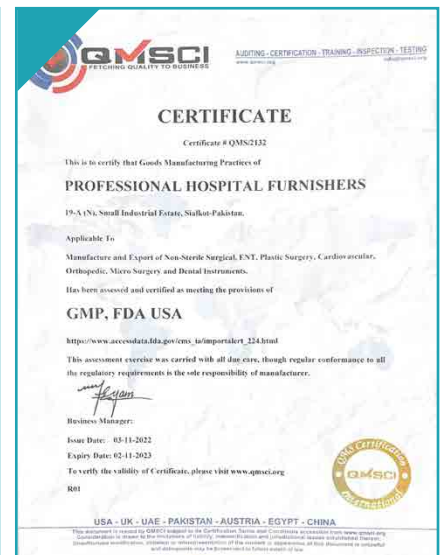 QMSCI
FETCHING QUALITY TO BUSINESS
AUDITING - CERTIFICATION - TRAINING - INSPECTION - TESTING
CERTIFICATE
Certificate # QMS/2132
This is to certify that Goods Manufacturing Practices of
PROFESSIONAL HOSPITAL FURNISHERS
19-A (N), Small Industrial Estate, Sialkot-Pakistan.
Applicable To
Manufacture and Export of Non-Sterile Surgical, ENT, Plastic Surgery, Cardiovascular,
Orthopedic, Micro Surgery and Dental Instruments.
Has been assessed and certified as meeting the provisions of
GMP, FDA USA
https://www.accessdata.fda.gov/cms_ia/importalert_224.html
This assessment exercise was carried with all due care, though regular conformance to all
the regulatory requirements is the sole responsibility of manufacturer.
Business Manager:
Issue Date: 03-11-2022
Expiry Date: 02-11-2023
To verify the validity of Certificate, please visit www.qmsci.org
R01
QMS Certification
QMSCI
International
USA - UK - UAE - PAKISTAN - AUSTRIA - EGYPT - CHINA